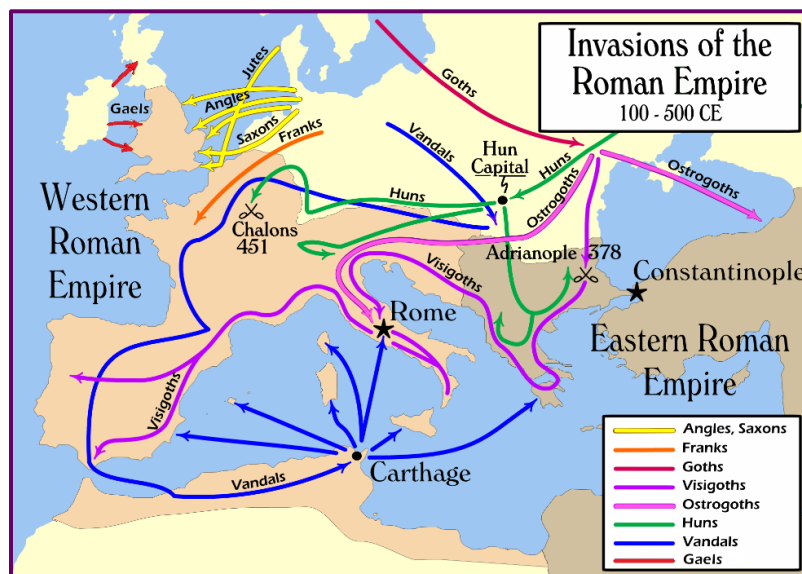 Invasions of the
Roman Empire
100 - 500 CE
Jutes
Angles
Saxons
Gaels
Franks
Goths
Vandals
Hun
Capital
Huns
Huns
Ostrogoths
Ostrogoths
Western
Roman
Empire
Chalons
451
Adrianople 378
Visigoths
Constantinople
Rome
Eastern Roman
Empire
Visigoths
Carthage
Vandals
Angles, Saxons
Franks
Goths
Visigoths
Ostrogoths
Huns
Vandals
Gaels